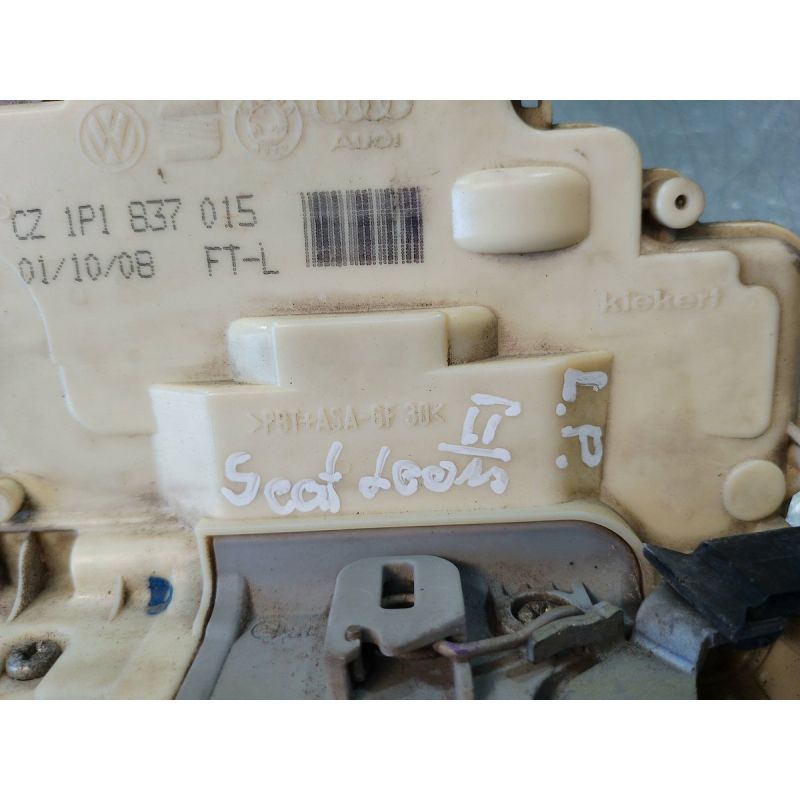 AUDI
CZ 1P1 837 015
01/10/08 FT-L
kiekert
>PBT+ASA-GF 30<
Seat Leon II
L.P.